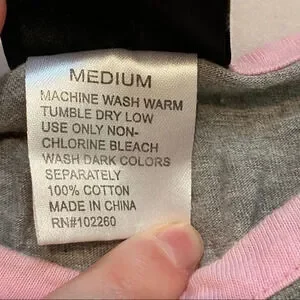 MEDIUM
MACHINE WASH WARM
TUMBLE DRY LOW
USE ONLY NON-
CHLORINE BLEACH
WASH DARK COLORS
SEPARATELY
100% COTTON
MADE IN CHINA
RN#102260